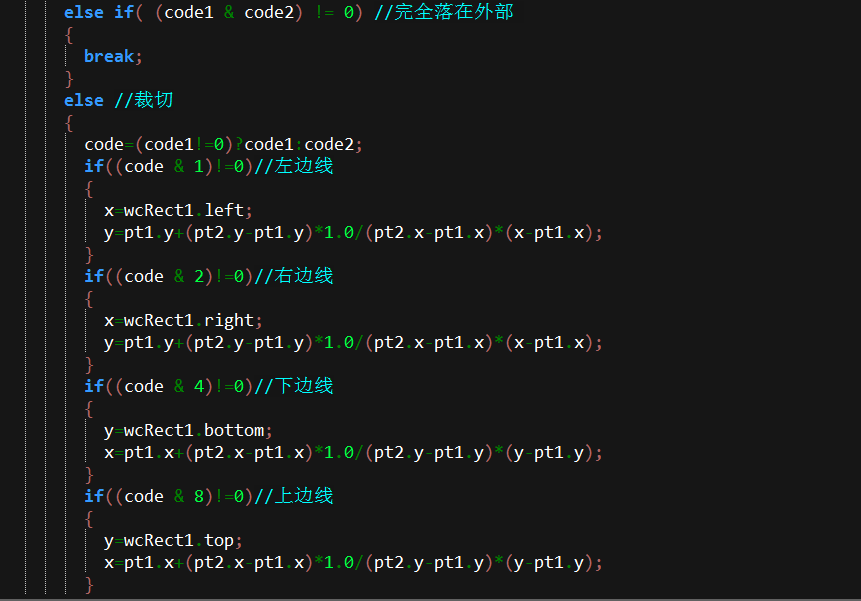 else if( (code1 & code2) != 0) //完全落在外部
{
break;
}
else //裁切
{
code=(code1!=0)?code1:code2;
if((code & 1)!=0)//左边线
{
x=wcRect1.left;
y=pt1.y+(pt2.y-pt1.y)*1.0/(pt2.x-pt1.x)*(x-pt1.x);
}
if((code & 2)!=0)//右边线
{
x=wcRect1.right;
y=pt1.y+(pt2.y-pt1.y)*1.0/(pt2.x-pt1.x)*(x-pt1.x);
}
if((code & 4)!=0)//下边线
{
y=wcRect1.bottom;
x=pt1.x+(pt2.x-pt1.x)*1.0/(pt2.y-pt1.y)*(y-pt1.y);
}
if((code & 8)!=0)//上边线
{
y=wcRect1.top;
x=pt1.x+(pt2.x-pt1.x)*1.0/(pt2.y-pt1.y)*(y-pt1.y);
}